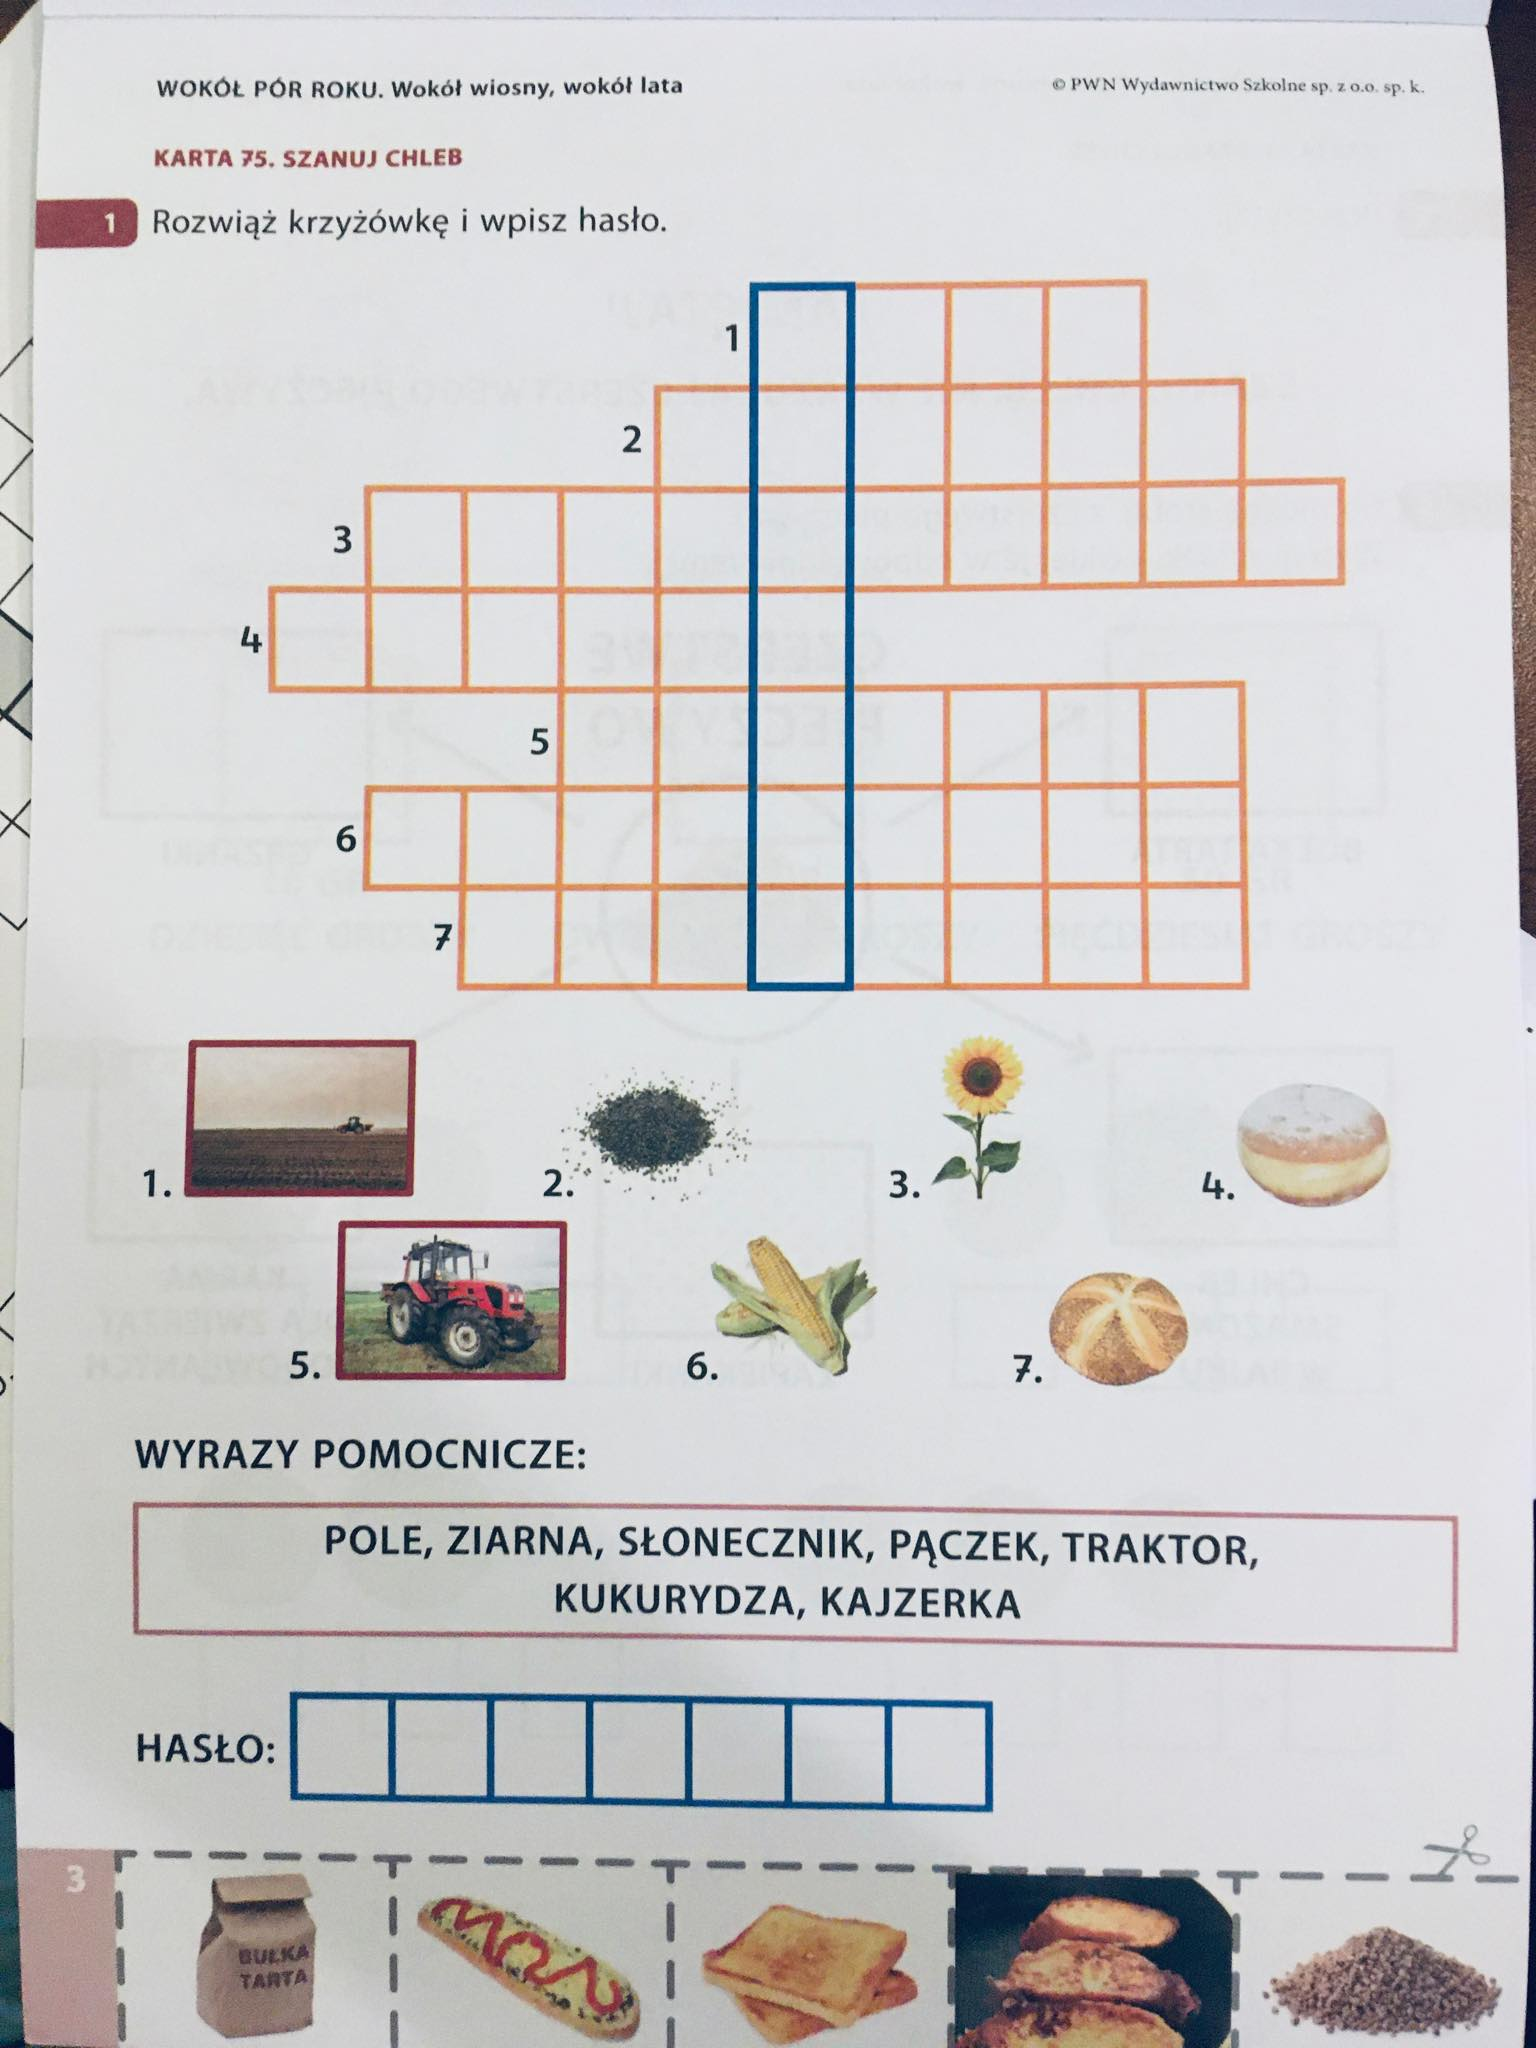 WOKÓŁ PÓR ROKU. Wokół wiosny, wokół lata
© PWN Wydawnictwo Szkolne sp. z o.o. sp. k.
KARTA 75. SZANUJ CHLEB
1 Rozwiąż krzyżówkę i wpisz hasło.
1
2
3
4
5
6
7
1. 2. 3. 4.
5. 6. 7.
WYRAZY POMOCNICZE:
POLE, ZIARNA, SŁONECZNIK, PĄCZEK, TRAKTOR,
KUKURYDZA, KAJZERKA
HASŁO:
3
BUŁKA
TARTA